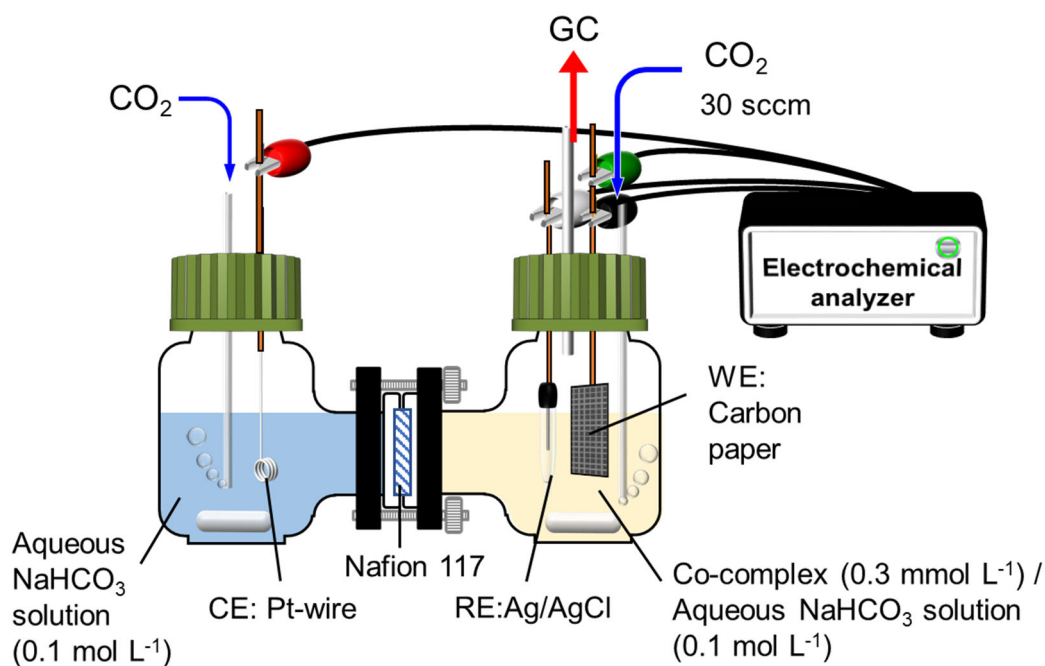 GC
CO₂
CO₂
30 sccm
Electrochemical
analyzer
WE:
Carbon
paper
Aqueous
NaHCO₃
solution
(0.1 mol L⁻¹)
CE: Pt-wire
Nafion 117
RE:Ag/AgCl
Co-complex (0.3 mmol L⁻¹) /
Aqueous NaHCO₃ solution
(0.1 mol L⁻¹)